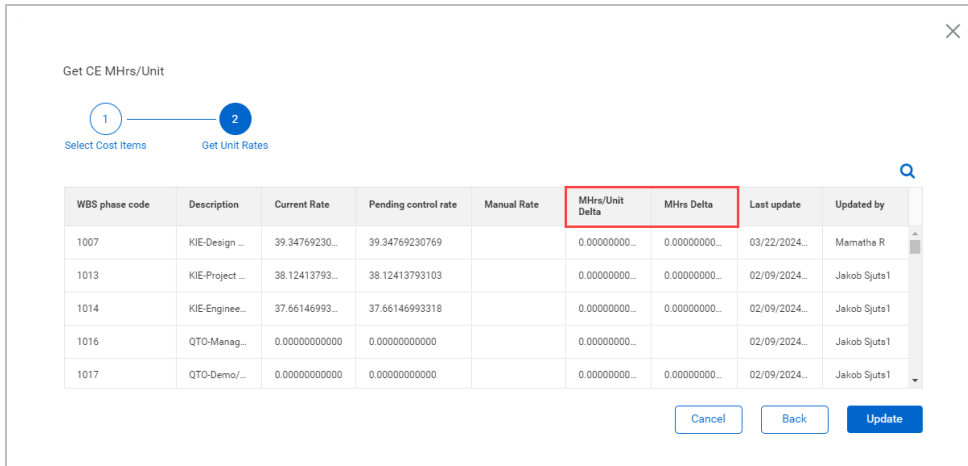 Get CE MHrs/Unit
1
2
Select Cost Items
Get Unit Rates
WBS phase code Description Current Rate Pending control rate Manual Rate MHrs/Unit Delta MHrs Delta Last update Updated by
1007 KIE-Design ... 39.34769230... 39.34769230769 0.00000000... 0.00000000... 03/22/2024... Mamatha R
1013 KIE-Project ... 38.12413793... 38.12413793103 0.00000000... 0.00000000... 02/09/2024... Jakob Sjuts1
1014 KIE-Enginee... 37.66146993... 37.66146993318 0.00000000... 0.00000000... 02/09/2024... Jakob Sjuts1
1016 QTO-Manag... 0.00000000000 0.00000000000 0.00000000... 02/09/2024... Jakob Sjuts1
1017 QTO-Demo/... 0.00000000000 0.00000000000 0.00000000... 0.00000000... 02/09/2024... Jakob Sjuts1
Cancel Back Update